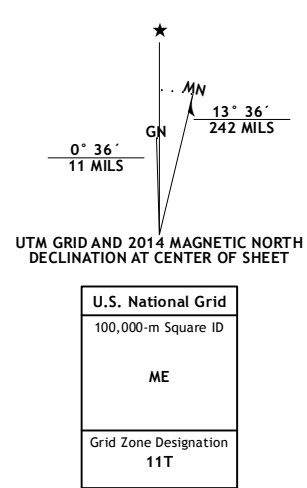 ★
MN
GN
13° 36´
242 MILS
0° 36´
11 MILS
UTM GRID AND 2014 MAGNETIC NORTH
DECLINATION AT CENTER OF SHEET
U.S. National Grid
100,000-m Square ID
ME
Grid Zone Designation
11T